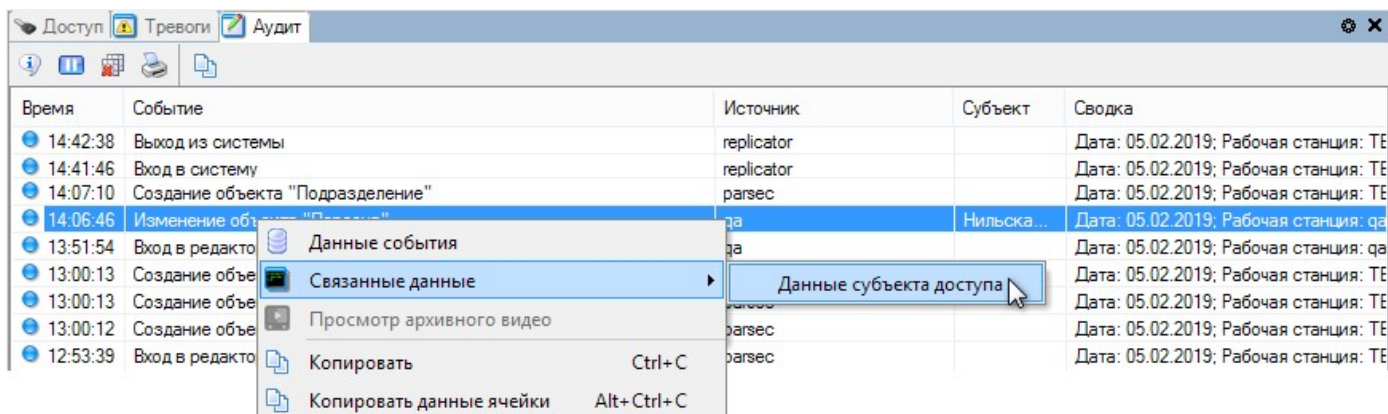 Доступ Тревоги Аудит
Время Событие Источник Субъект Сводка
14:42:38 Выход из системы replicator Дата: 05.02.2019; Рабочая станция: TE
14:41:46 Вход в систему replicator Дата: 05.02.2019; Рабочая станция: TE
14:07:10 Создание объекта "Подразделение" parsec Дата: 05.02.2019; Рабочая станция: TE
14:06:46 Изменение qa Нильска... Дата: 05.02.2019; Рабочая станция: qa
13:51:54 Вход в редакто qa Дата: 05.02.2019; Рабочая станция: qa
Данные события
13:00:13 Создание объе Дата: 05.02.2019; Рабочая станция: TE
Связанные данные Данные субъекта доступа
13:00:13 Создание объе Дата: 05.02.2019; Рабочая станция: TE
Просмотр архивного видео
13:00:12 Создание объе parsec Дата: 05.02.2019; Рабочая станция: TE
12:53:39 Вход в редакто parsec Дата: 05.02.2019; Рабочая станция: TE
Копировать Ctrl+C
Копировать данные ячейки Alt+Ctrl+C